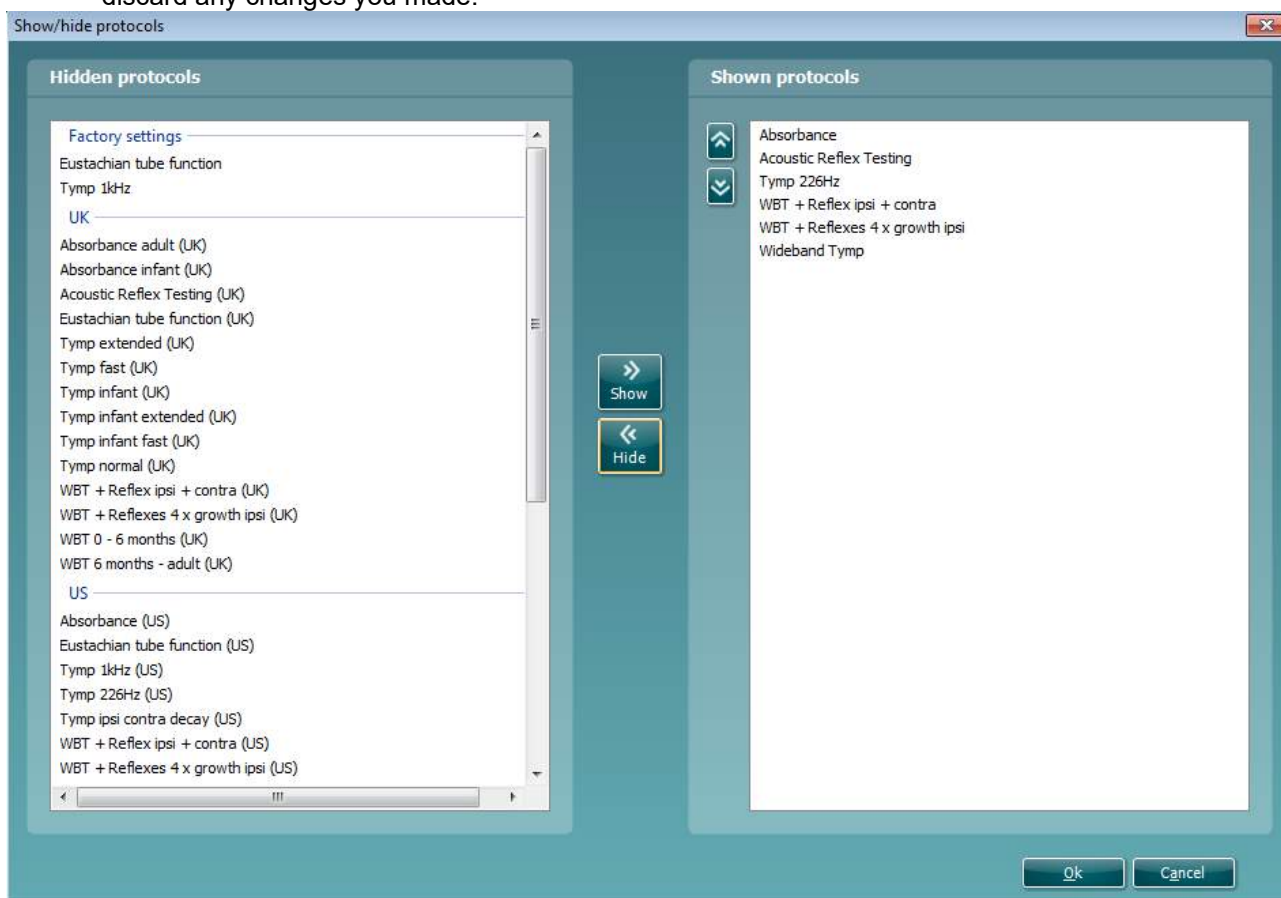 discard any changes you made.
Show/hide protocols
Hidden protocols
Factory settings
Eustachian tube function
Tymp 1kHz
UK
Absorbance adult (UK)
Absorbance infant (UK)
Acoustic Reflex Testing (UK)
Eustachian tube function (UK)
Tymp extended (UK)
Tymp fast (UK)
Tymp infant (UK)
Tymp infant extended (UK)
Tymp infant fast (UK)
Tymp normal (UK)
WBT + Reflex ipsi + contra (UK)
WBT + Reflexes 4 x growth ipsi (UK)
WBT 0 - 6 months (UK)
WBT 6 months - adult (UK)
US
Absorbance (US)
Eustachian tube function (US)
Tymp 1kHz (US)
Tymp 226Hz (US)
Tymp ipsi contra decay (US)
WBT + Reflex ipsi + contra (US)
WBT + Reflexes 4 x growth ipsi (US)
Show
Hide
Shown protocols
Absorbance
Acoustic Reflex Testing
Tymp 226Hz
WBT + Reflex ipsi + contra
WBT + Reflexes 4 x growth ipsi
Wideband Tymp
Ok
Cancel